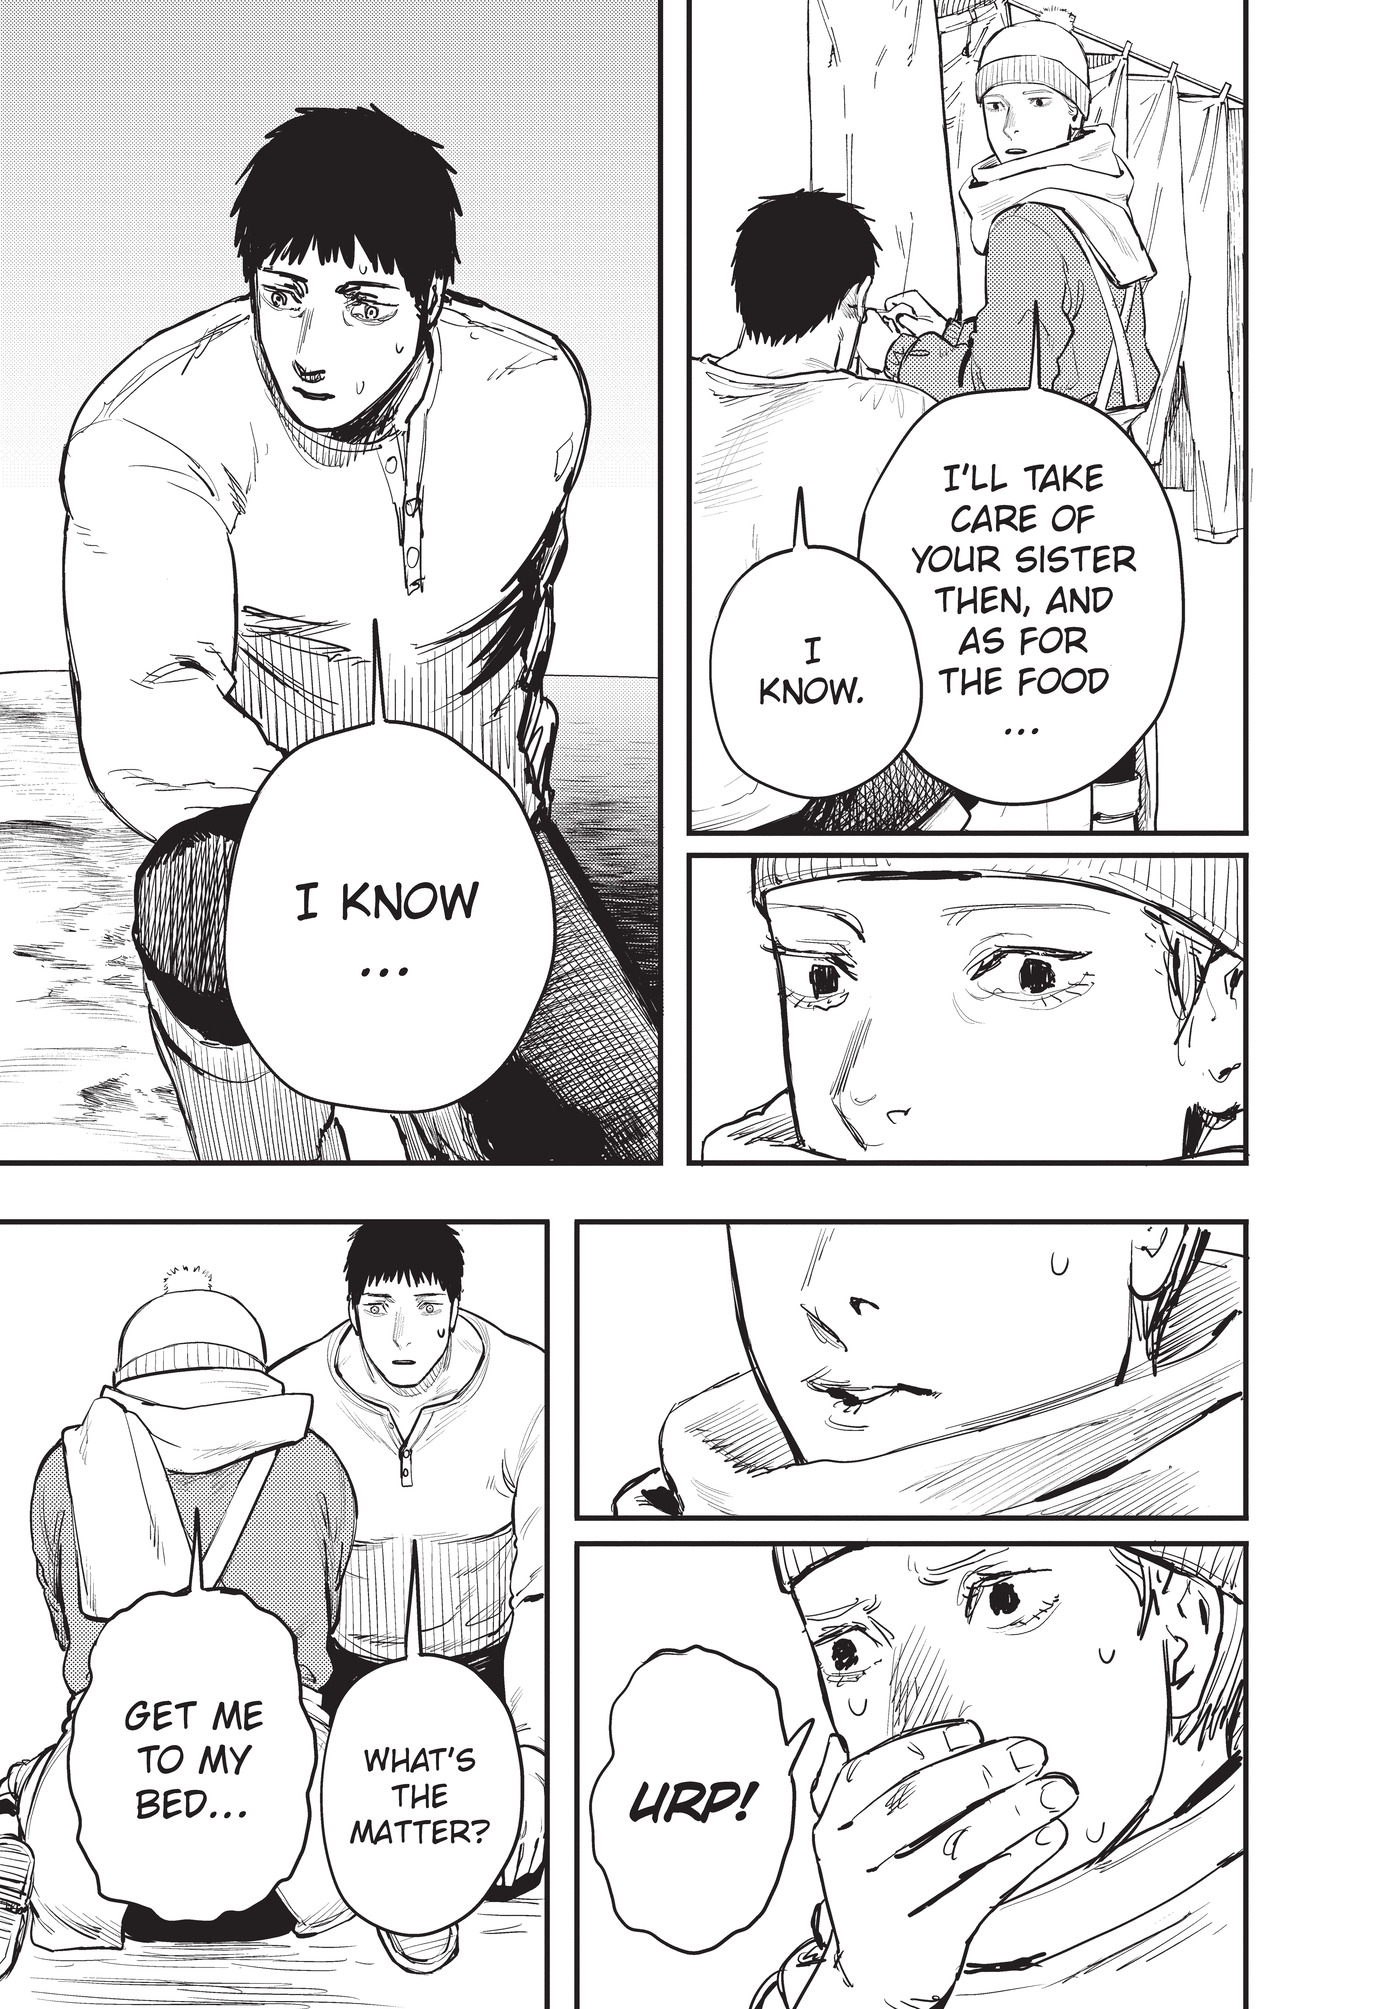 I'LL TAKE
CARE OF
YOUR SISTER
THEN, AND
AS FOR
THE FOOD
...
I
KNOW.
I KNOW
...
URP!
WHAT'S
THE
MATTER?
GET ME
TO MY
BED...